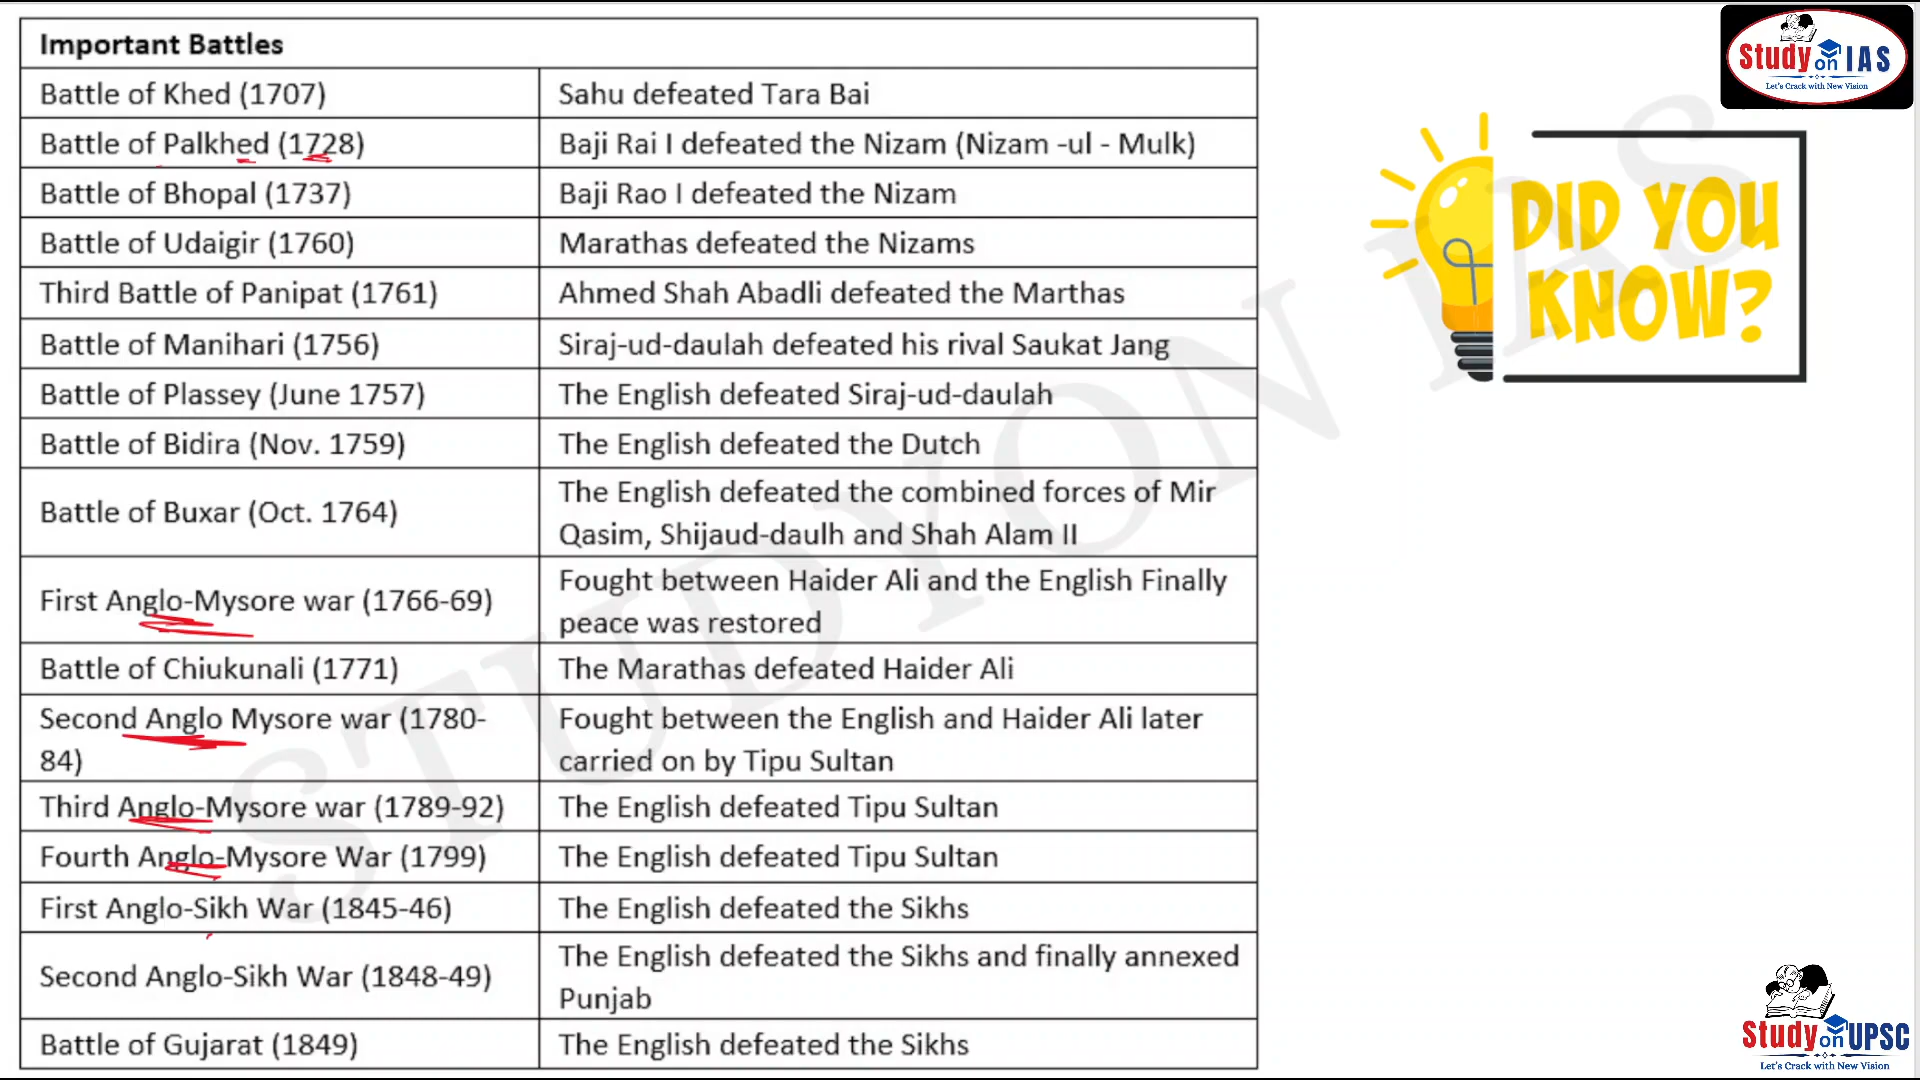 Important Battles
Battle of Khed (1707) Sahu defeated Tara Bai
Battle of Palkhed (1728) Baji Rai I defeated the Nizam (Nizam -ul - Mulk)
Battle of Bhopal (1737) Baji Rao I defeated the Nizam
Battle of Udaigir (1760) Marathas defeated the Nizams
Third Battle of Panipat (1761) Ahmed Shah Abadli defeated the Marthas
Battle of Manihari (1756) Siraj-ud-daulah defeated his rival Saukat Jang
Battle of Plassey (June 1757) The English defeated Siraj-ud-daulah
Battle of Bidira (Nov. 1759) The English defeated the Dutch
Battle of Buxar (Oct. 1764) The English defeated the combined forces of Mir
Qasim, Shijaud-daulh and Shah Alam II
First Anglo-Mysore war (1766-69) Fought between Haider Ali and the English Finally
peace was restored
Battle of Chiukunali (1771) The Marathas defeated Haider Ali
Second Anglo Mysore war (1780- Fought between the English and Haider Ali later
84) carried on by Tipu Sultan
Third Anglo-Mysore war (1789-92) The English defeated Tipu Sultan
Fourth Anglo-Mysore War (1799) The English defeated Tipu Sultan
First Anglo-Sikh War (1845-46) The English defeated the Sikhs
Second Anglo-Sikh War (1848-49) The English defeated the Sikhs and finally annexed
Punjab
Battle of Gujarat (1849) The English defeated the Sikhs
Study on IAS
Let's Crack with New Vision
DID YOU
KNOW?
STUDYON IAS
Study on UPSC
Let's Crack with New Vision